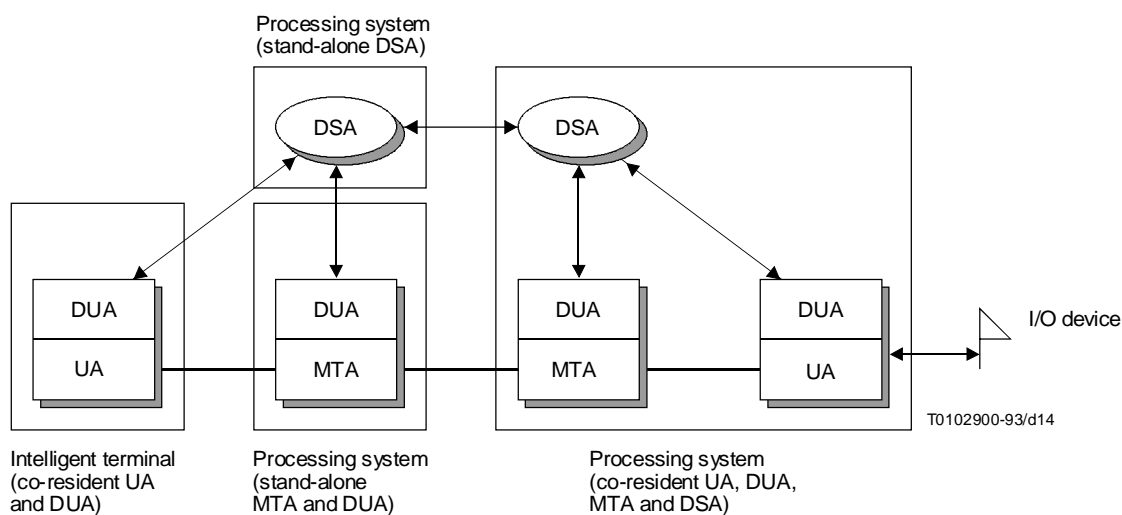 Processing system
(stand-alone DSA)
DSA
DSA
DUA
UA
DUA
MTA
DUA
MTA
DUA
UA
I/O device
T0102900-93/d14
Intelligent terminal
(co-resident UA
and DUA)
Processing system
(stand-alone
MTA and DUA)
Processing system
(co-resident UA, DUA,
MTA and DSA)